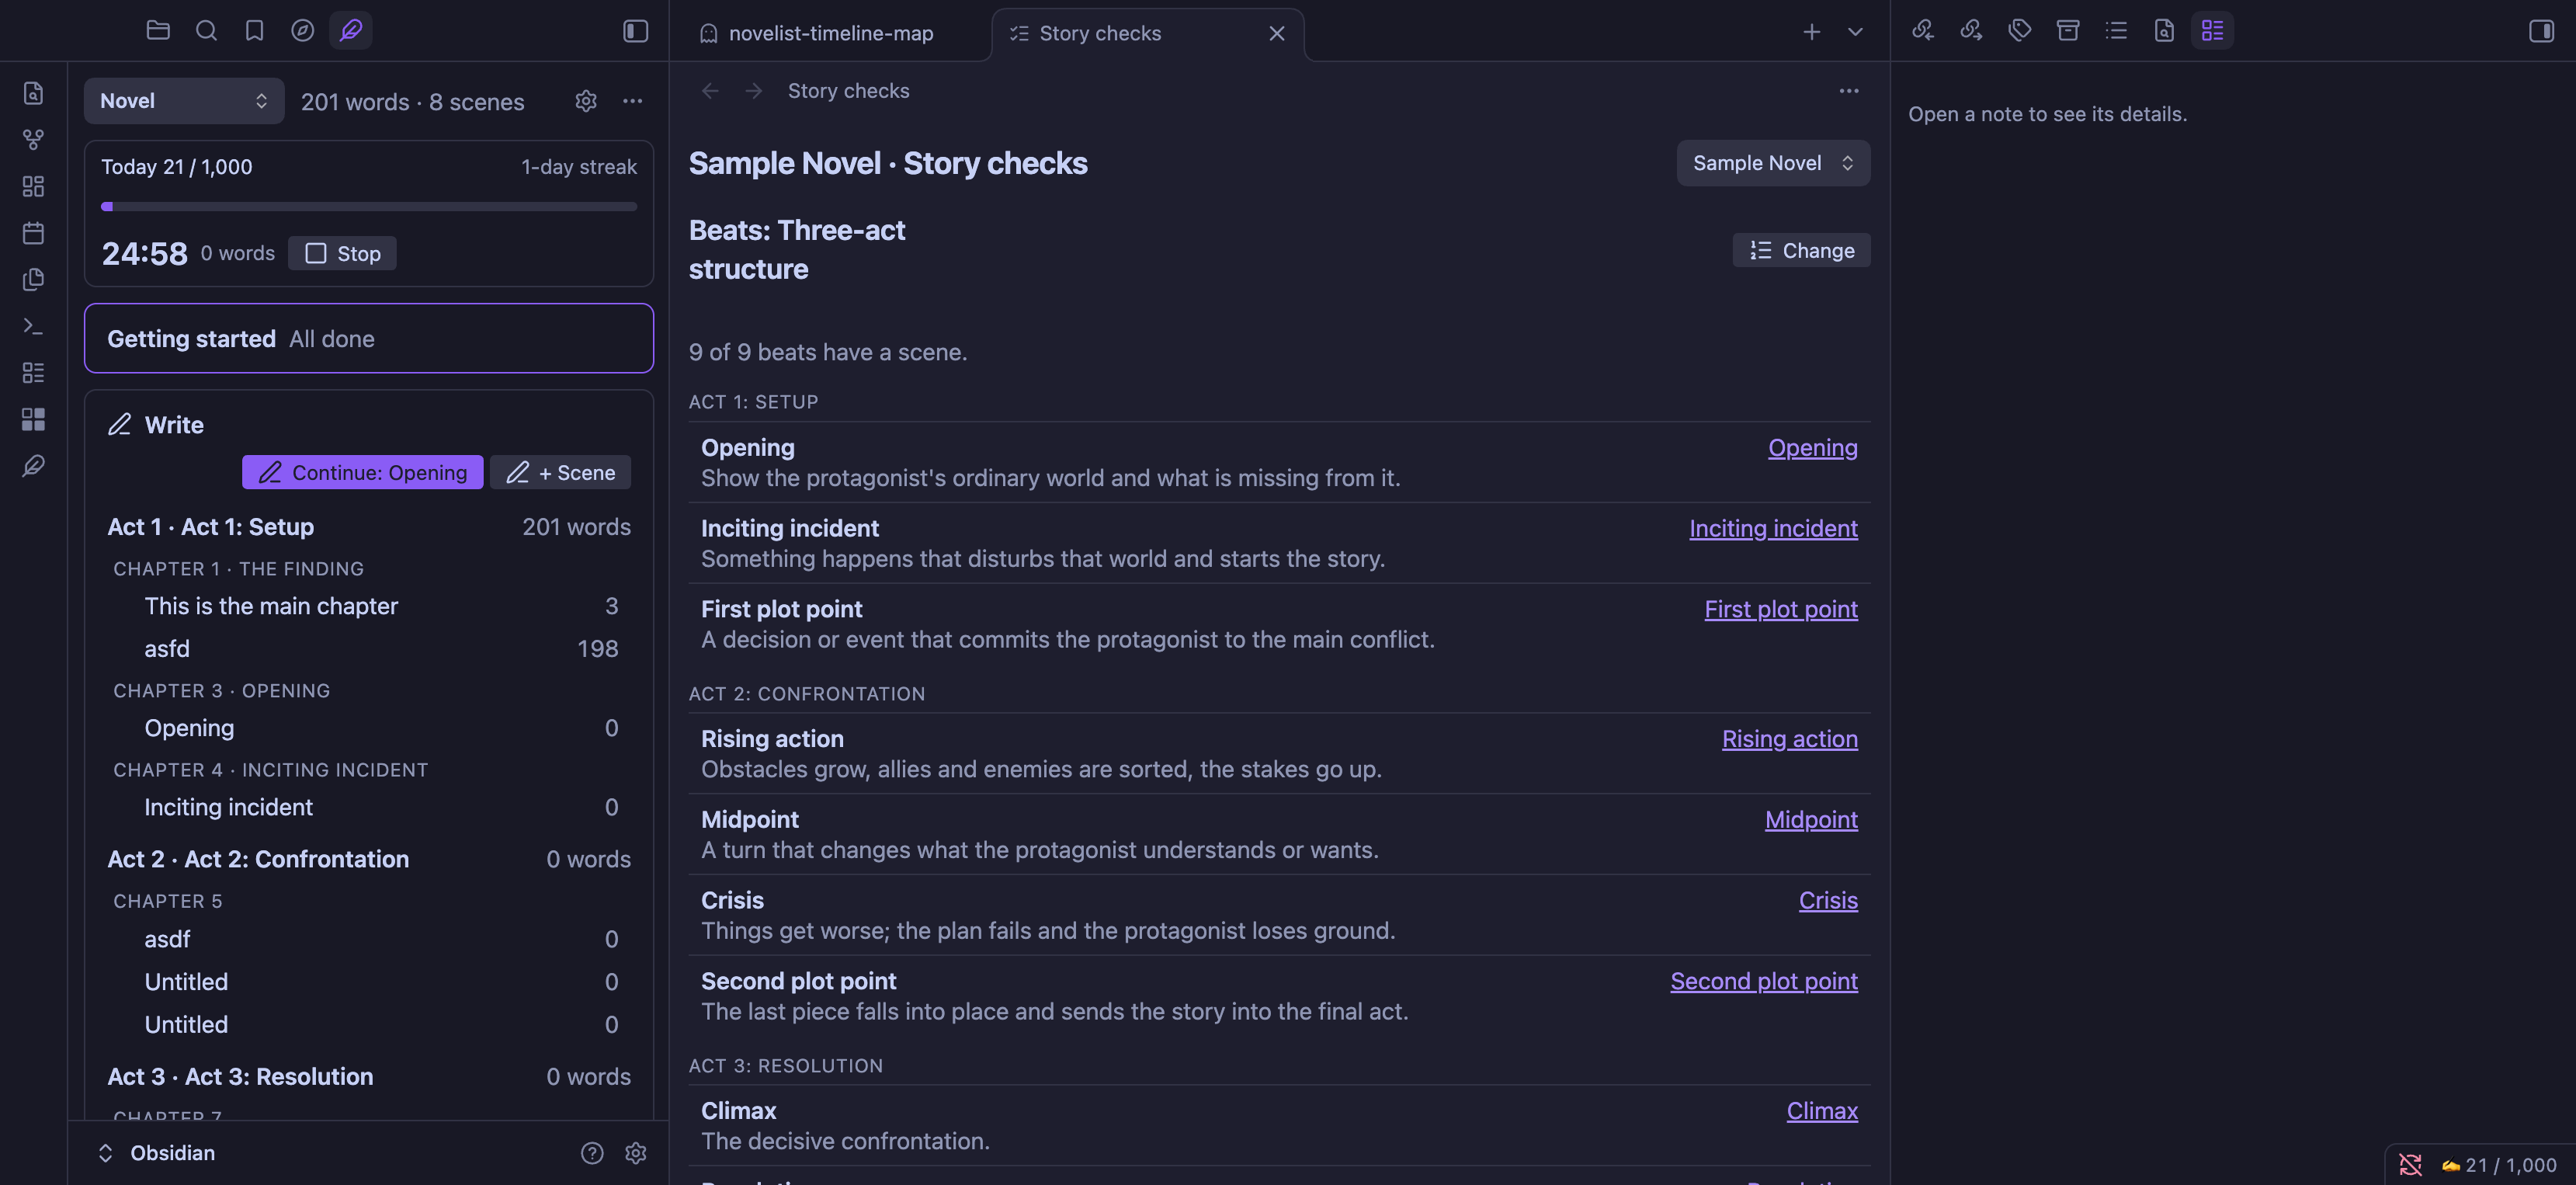 novelist-timeline-map
Story checks
Novel
201 words · 8 scenes
Today 21 / 1,000
1-day streak
24:58
0 words
Stop
Getting started All done
Write
Continue: Opening
+ Scene
Act 1 · Act 1: Setup
201 words
CHAPTER 1 · THE FINDING
This is the main chapter
3
asfd
198
CHAPTER 3 · OPENING
Opening
0
CHAPTER 4 · INCITING INCIDENT
Inciting incident
0
Act 2 · Act 2: Confrontation
0 words
CHAPTER 5
asdf
0
Untitled
0
Untitled
0
Act 3 · Act 3: Resolution
0 words
CHAPTER 7
Obsidian
Story checks
Sample Novel · Story checks
Sample Novel
Beats: Three-act
structure
Change
9 of 9 beats have a scene.
ACT 1: SETUP
Opening
Opening
Show the protagonist's ordinary world and what is missing from it.
Inciting incident
Inciting incident
Something happens that disturbs that world and starts the story.
First plot point
First plot point
A decision or event that commits the protagonist to the main conflict.
ACT 2: CONFRONTATION
Rising action
Rising action
Obstacles grow, allies and enemies are sorted, the stakes go up.
Midpoint
Midpoint
A turn that changes what the protagonist understands or wants.
Crisis
Crisis
Things get worse; the plan fails and the protagonist loses ground.
Second plot point
Second plot point
The last piece falls into place and sends the story into the final act.
ACT 3: RESOLUTION
Climax
Climax
The decisive confrontation.
Open a note to see its details.
21 / 1,000